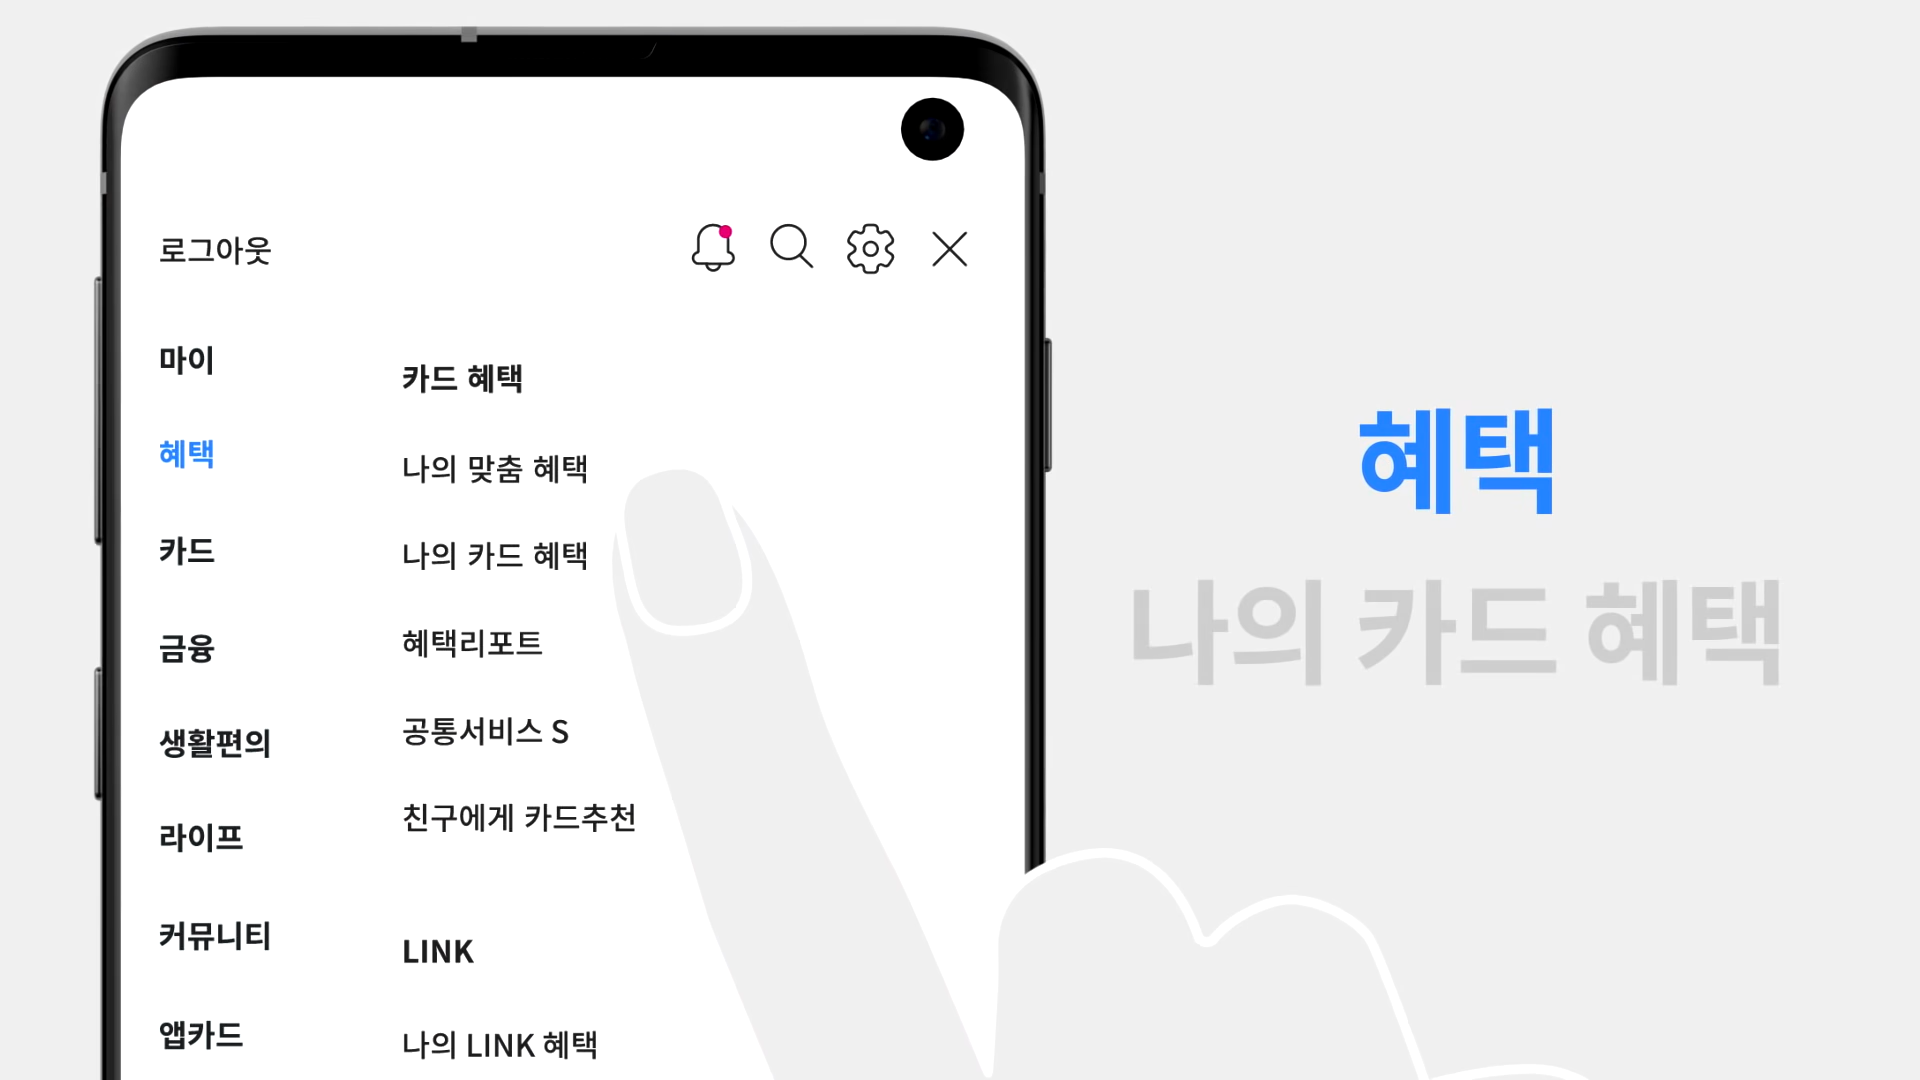 로그아웃
마이
혜택
카드
금융
생활편의
라이프
커뮤니티
앱카드
카드 혜택
나의 맞춤 혜택
나의 카드 혜택
혜택리포트
공통서비스 S
친구에게 카드추천
LINK
나의 LINK 혜택
혜택
나의 카드 혜택